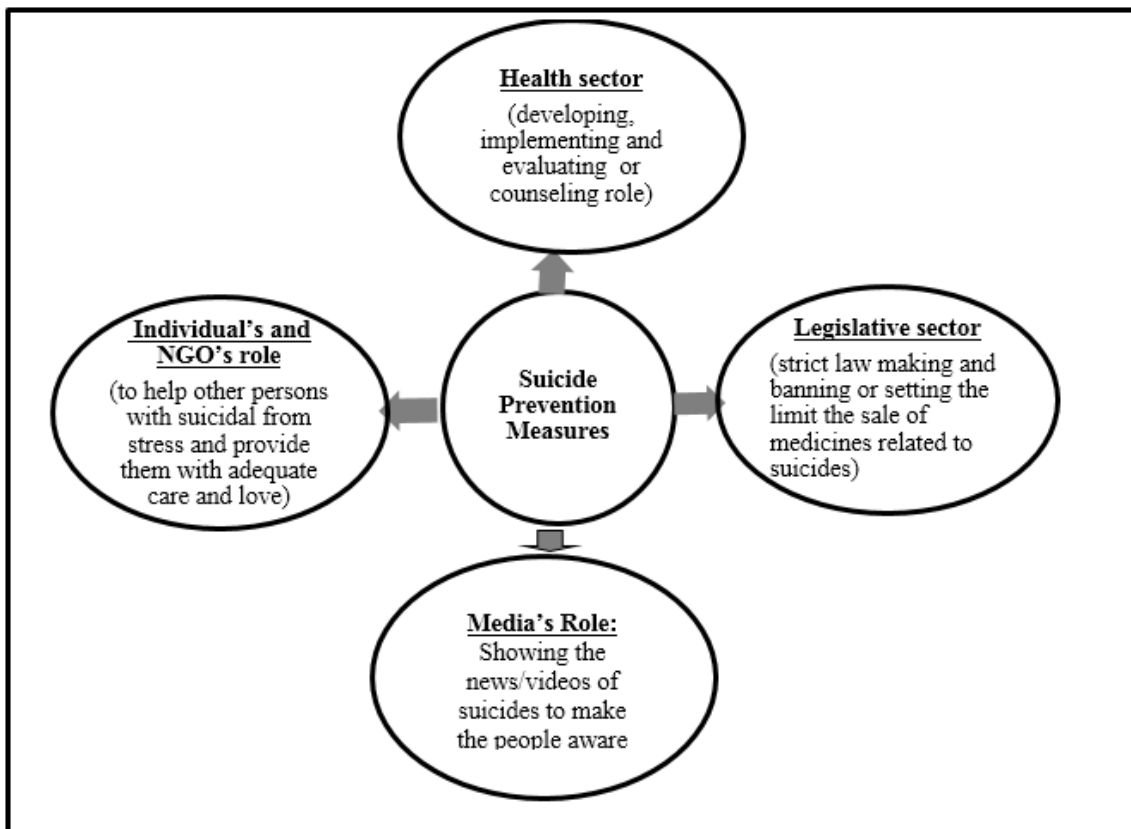 Health sector
(developing,
implementing and
evaluating or
counseling role)
Individual's and
NGO's role
(to help other persons
with suicidal from
stress and provide
them with adequate
care and love)
Suicide
Prevention
Measures
Legislative sector
(strict law making and
banning or setting the
limit the sale of
medicines related to
suicides)
Media's Role:
Showing the
news/videos of
suicides to make
the people aware